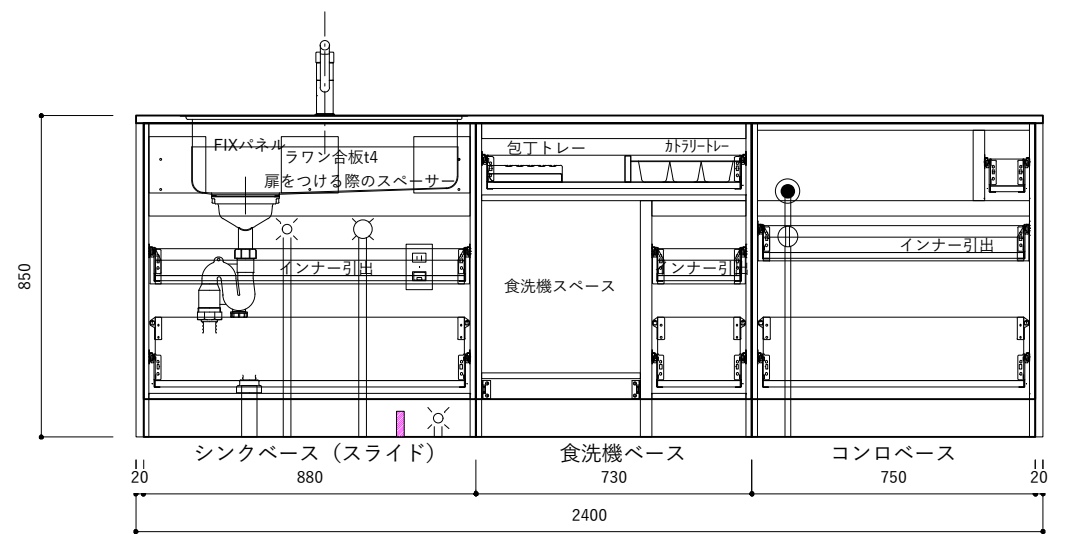 FIXパネル
ラワン合板t4
扉をつける際のスペーサー
包丁トレー
カトラリートレー
インナー引出
インナー引出
インナー引出
食洗機スペース
850
シンクベース（スライド）
食洗機ベース
コンロベース
20
880
730
750
20
2400